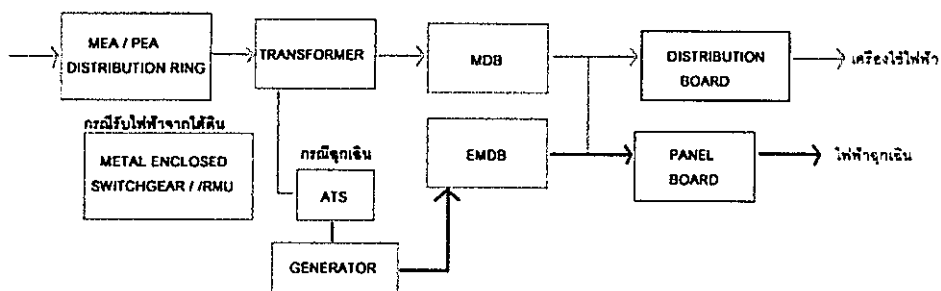 MEA / PEA
DISTRIBUTION RING
TRANSFORMER
MDB
DISTRIBUTION
BOARD
เครื่องใช้ไฟฟ้า
กรณีรับไฟฟ้าจากใต้ดิน
METAL ENCLOSED
SWITCHGEAR / /RMU
กรณีฉุกเฉิน
ATS
GENERATOR
EMDB
PANEL
BOARD
ไฟฟ้าฉุกเฉิน